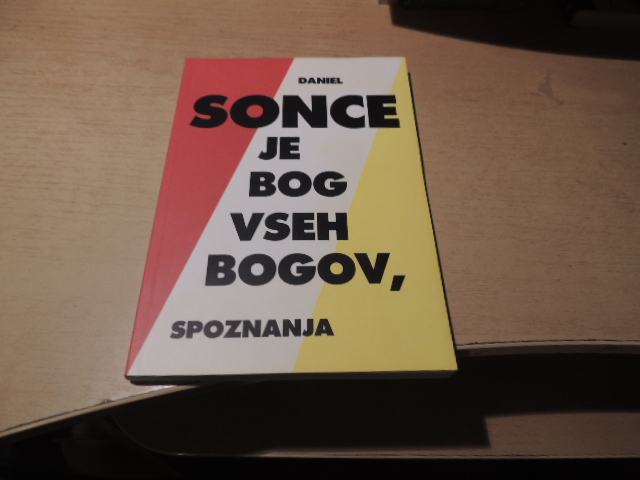 DANIEL
SONCE
JE
BOG
VSEH
BOGOV,
SPOZNANJA